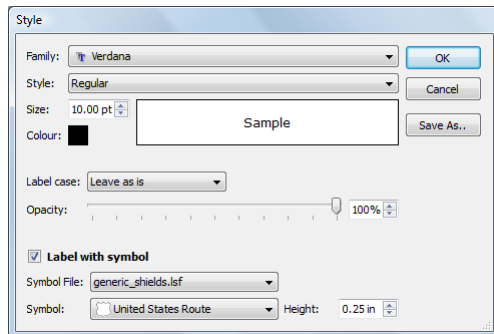 Style
Family: Verdana
OK
Style: Regular
Cancel
Size: 10.00 pt
Sample
Save As..
Colour:
Label case: Leave as is
Opacity: 100%
Label with symbol
Symbol File: generic_shields.lsf
Symbol: United States Route Height: 0.25 in